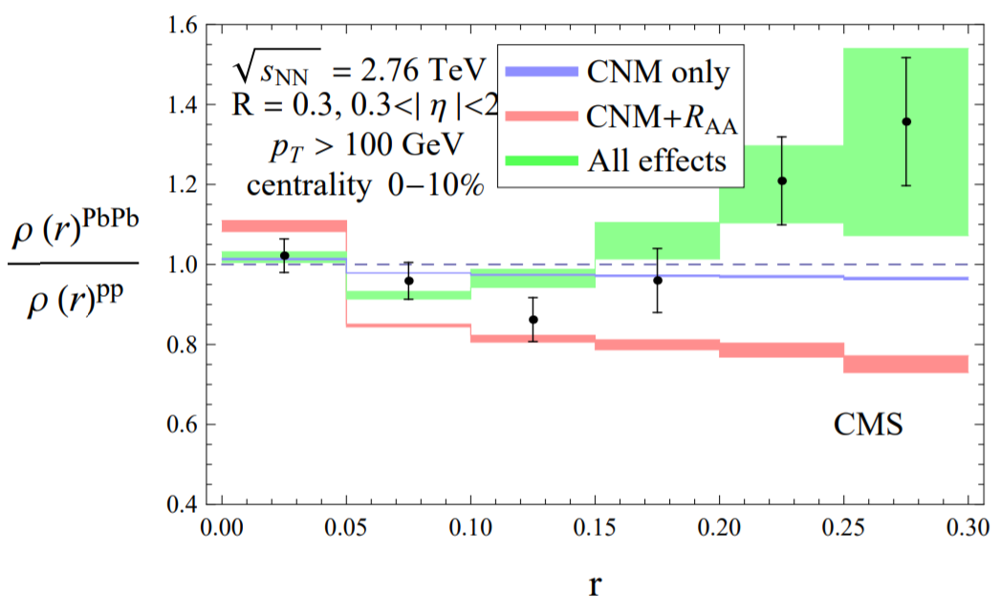 √s_NN = 2.76 TeV
R = 0.3, 0.3<| η |<2
p_T > 100 GeV
centrality 0–10%
CNM only
CNM+R_AA
All effects
ρ (r)^PbPb
ρ (r)^pp
1.6
1.4
1.2
1.0
0.8
0.6
0.4
CMS
0.00 0.05 0.10 0.15 0.20 0.25 0.30
r